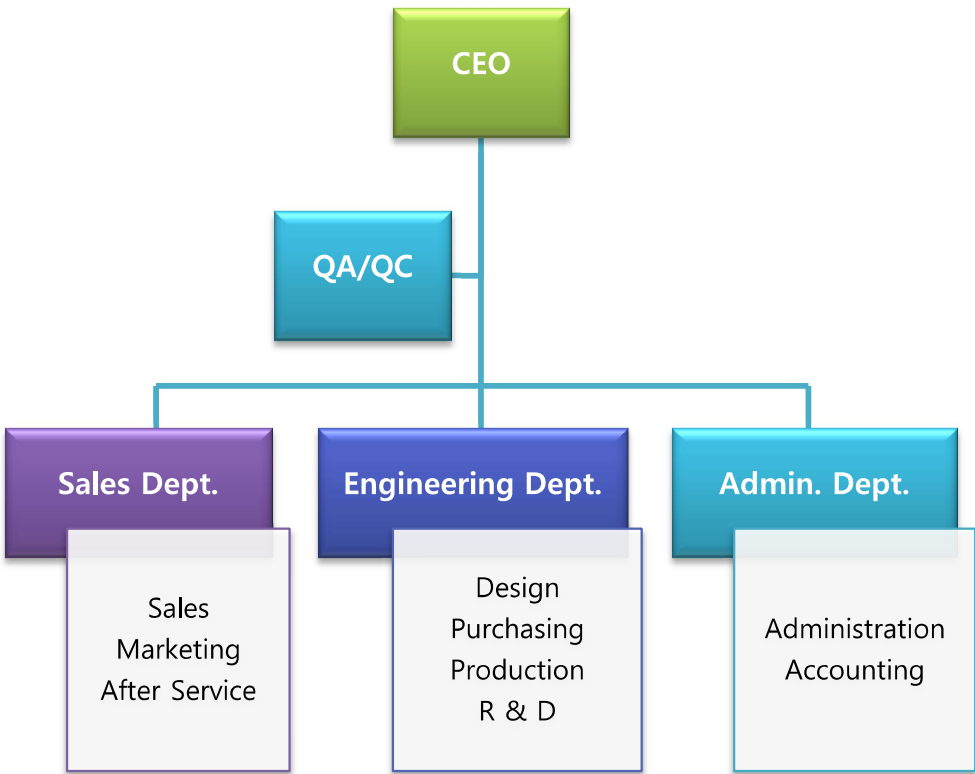 CEO
QA/QC
Sales Dept.
Engineering Dept.
Admin. Dept.
Sales
Marketing
After Service
Design
Purchasing
Production
R & D
Administration
Accounting